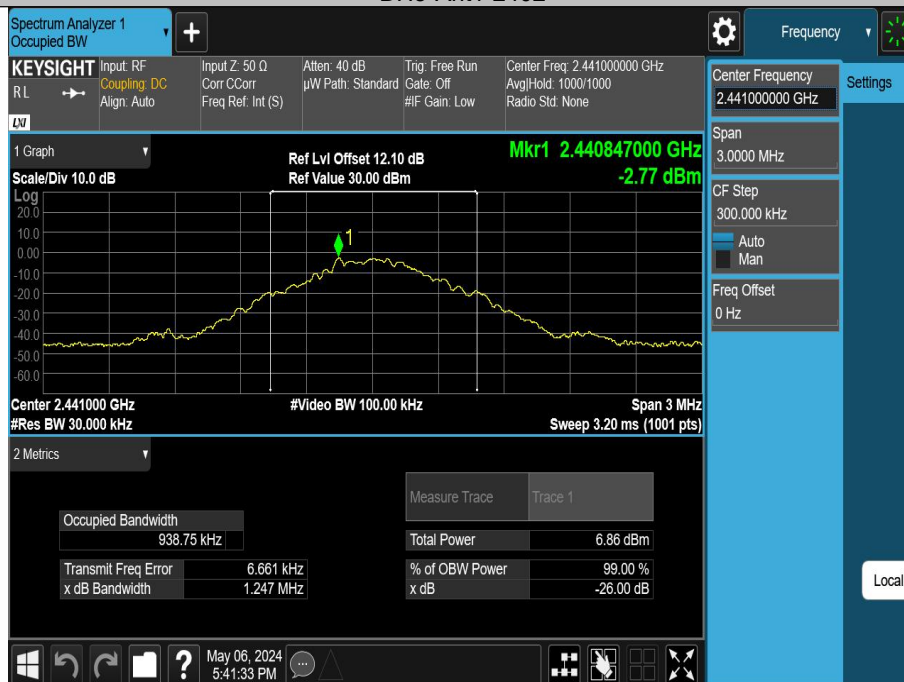 Spectrum Analyzer 1
Occupied BW
Frequency
KEYSIGHT
R L
LXI
Input: RF
Coupling: DC
Align: Auto
Input Z: 50 Ω
Corr CCorr
Freq Ref: Int (S)
Atten: 40 dB
µW Path: Standard
Trig: Free Run
Gate: Off
#IF Gain: Low
Center Freq: 2.441000000 GHz
Avg|Hold: 1000/1000
Radio Std: None
Center Frequency
2.441000000 GHz
Settings
Span
3.0000 MHz
CF Step
300.000 kHz
Auto
Man
Freq Offset
0 Hz
1 Graph
Scale/Div 10.0 dB
Ref Lvl Offset 12.10 dB
Ref Value 30.00 dBm
Mkr1 2.440847000 GHz
-2.77 dBm
Log
20.0
10.0
0.00
-10.0
-20.0
-30.0
-40.0
-50.0
-60.0
1
Center 2.441000 GHz
#Res BW 30.000 kHz
#Video BW 100.00 kHz
Span 3 MHz
Sweep 3.20 ms (1001 pts)
2 Metrics
Measure Trace Trace 1
Occupied Bandwidth
938.75 kHz
Total Power 6.86 dBm
Transmit Freq Error 6.661 kHz
% of OBW Power 99.00 %
x dB Bandwidth 1.247 MHz
x dB -26.00 dB
Local
May 06, 2024
5:41:33 PM